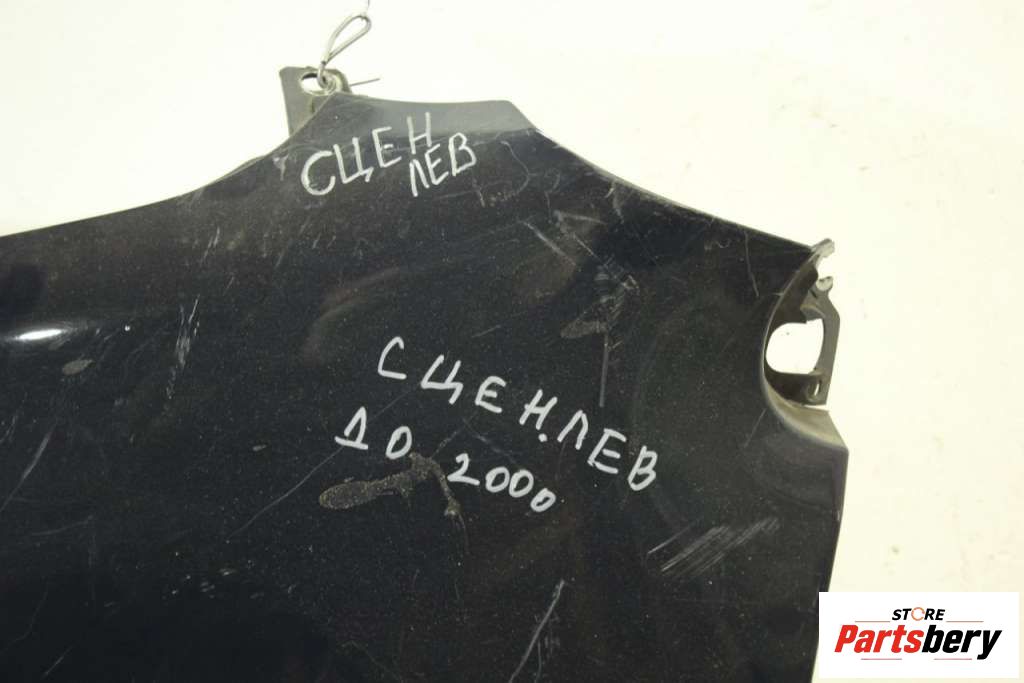 СЦЕН
ЛЕВ
СЦЕН.ЛЕВ
ДО 2000
STORE
Partsbery